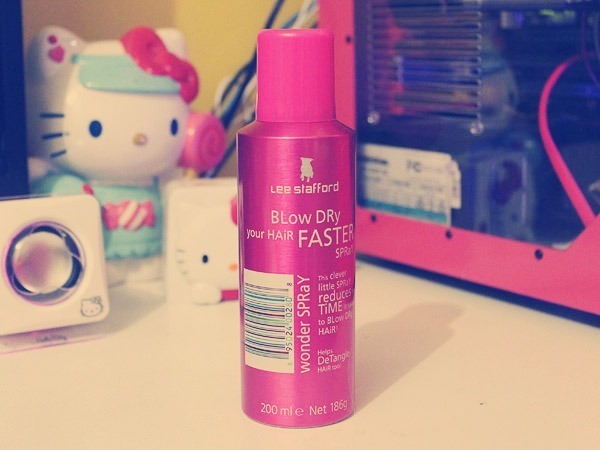 Lee Stafford
BLow DRy
your HAiR FASTER
SPRaY
wonder SPRaY
This clever
little SPRaY
reduces
TiME
to BLow DRy
HAiR!
Helps
DeTangle
HAiR too!
200 ml e Net 186g